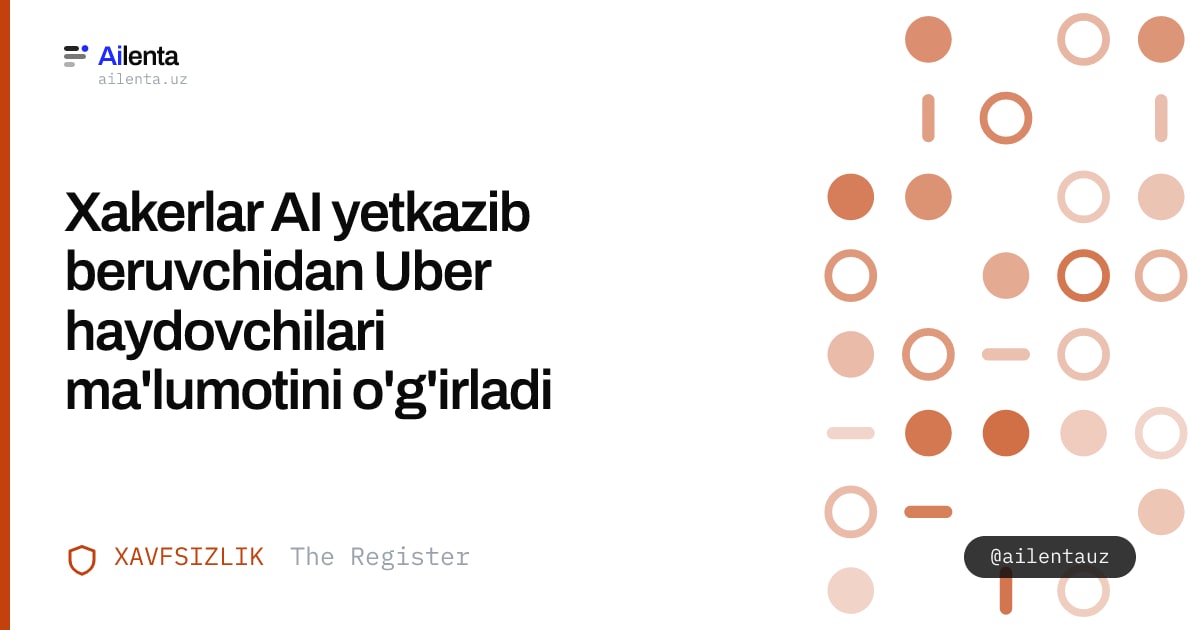 Ailenta
ailenta.uz
Xakerlar AI yetkazib
beruvchidan Uber
haydovchilari
ma'lumotini o'g'irladi
XAVFSIZLIK The Register
@ailentauz